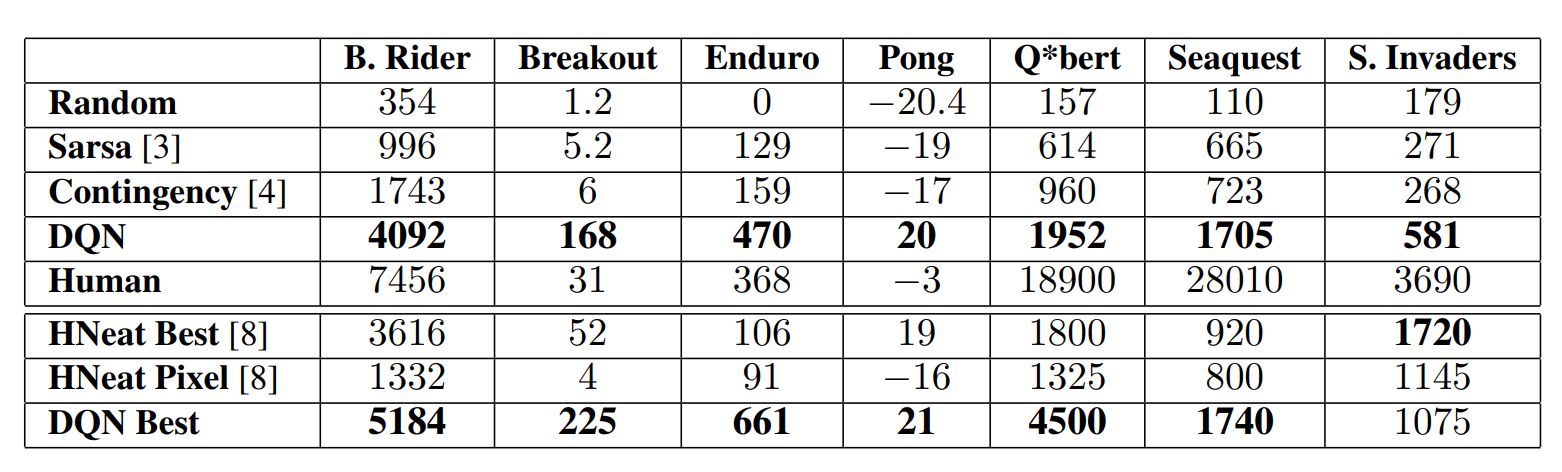 B. Rider Breakout Enduro Pong Q*bert Seaquest S. Invaders
Random 354 1.2 0 −20.4 157 110 179
Sarsa [3] 996 5.2 129 −19 614 665 271
Contingency [4] 1743 6 159 −17 960 723 268
DQN 4092 168 470 20 1952 1705 581
Human 7456 31 368 −3 18900 28010 3690
HNeat Best [8] 3616 52 106 19 1800 920 1720
HNeat Pixel [8] 1332 4 91 −16 1325 800 1145
DQN Best 5184 225 661 21 4500 1740 1075